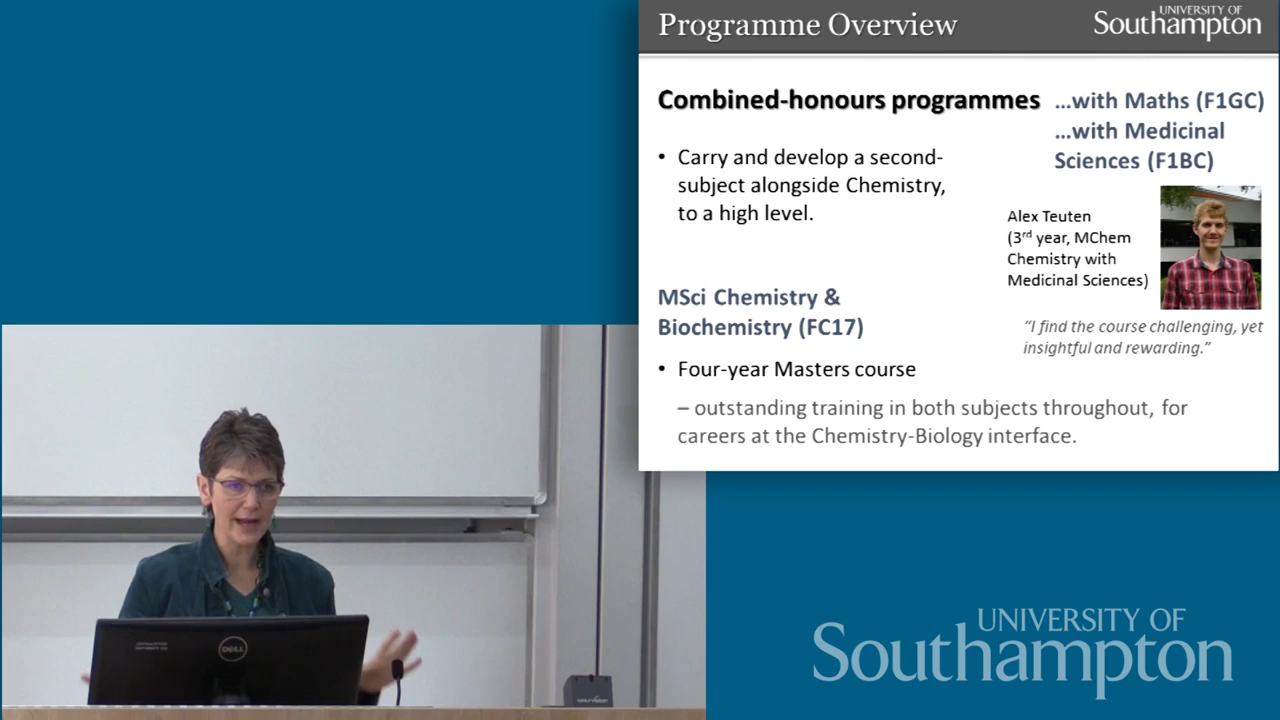 Programme Overview
UNIVERSITY OF
Southampton
Combined-honours programmes
...with Maths (F1GC)
...with Medicinal
Sciences (F1BC)
• Carry and develop a second-
subject alongside Chemistry,
to a high level.
Alex Teuten
(3rd year, MChem
Chemistry with
Medicinal Sciences)
"I find the course challenging, yet
insightful and rewarding."
MSci Chemistry &
Biochemistry (FC17)
• Four-year Masters course
– outstanding training in both subjects throughout, for
careers at the Chemistry-Biology interface.
DELL
UNIVERSITY OF
Southampton